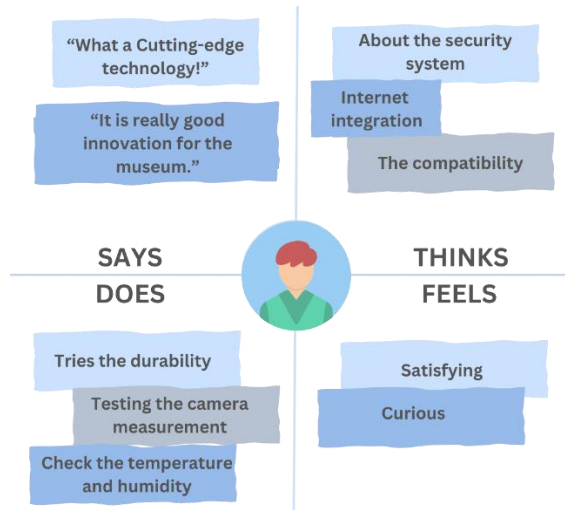 “What a Cutting-edge
technology!”
“It is really good
innovation for the
museum.”
About the security
system
Internet
integration
The compatibility
SAYS
THINKS
DOES
FEELS
Tries the durability
Testing the camera
measurement
Check the temperature
and humidity
Satisfying
Curious